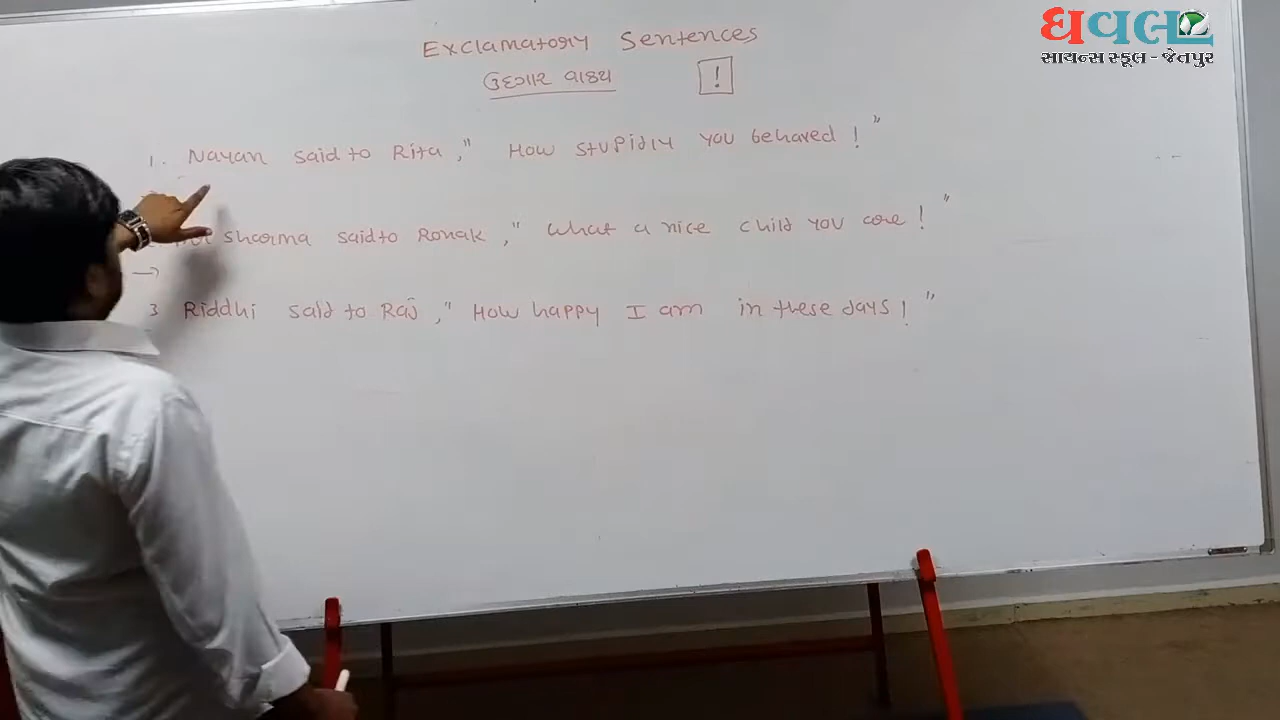 ધવલ
સાયન્સ સ્કૂલ - જેતપુર
Exclamatory Sentences
ઉદગાર વાક્ય !
1. Nayan said to Rita," How stupidly you behaved ! "
sharma said to Ronak ," what a nice child you are ! "
→
3 Riddhi said to Raj ," How happy I am in these days ! "